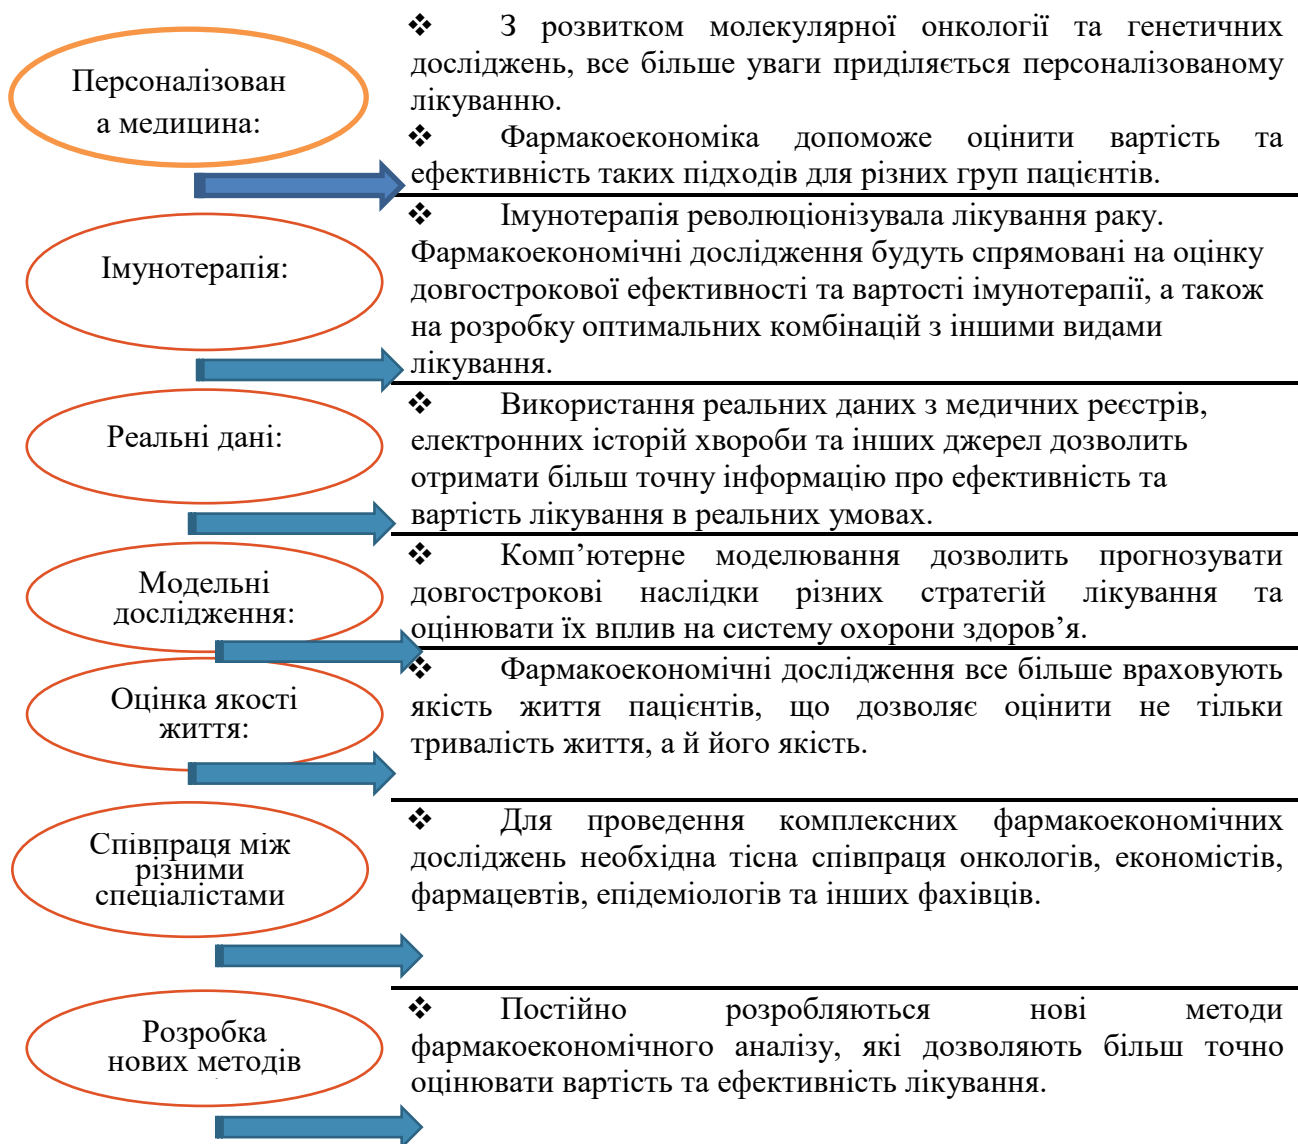 Персоналізован
а медицина:
❖ З розвитком молекулярної онкології та генетичних
досліджень, все більше уваги приділяється персоналізованому
лікуванню.
❖ Фармакоекономіка допоможе оцінити вартість та
ефективність таких підходів для різних груп пацієнтів.
Імунотерапія:
❖ Імунотерапія революціонізувала лікування раку.
Фармакоекономічні дослідження будуть спрямовані на оцінку
довгострокової ефективності та вартості імунотерапії, а також
на розробку оптимальних комбінацій з іншими видами
лікування.
Реальні дані:
❖ Використання реальних даних з медичних реєстрів,
електронних історій хвороби та інших джерел дозволить
отримати більш точну інформацію про ефективність та
вартість лікування в реальних умовах.
Модельні
дослідження:
❖ Комп’ютерне моделювання дозволить прогнозувати
довгострокові наслідки різних стратегій лікування та
оцінювати їх вплив на систему охорони здоров’я.
Оцінка якості
життя:
❖ Фармакоекономічні дослідження все більше враховують
якість життя пацієнтів, що дозволяє оцінити не тільки
тривалість життя, а й його якість.
Співпраця між
різними
спеціалістами
❖ Для проведення комплексних фармакоекономічних
досліджень необхідна тісна співпраця онкологів, економістів,
фармацевтів, епідеміологів та інших фахівців.
Розробка
нових методів
❖ Постійно розробляються нові методи
фармакоекономічного аналізу, які дозволяють більш точно
оцінювати вартість та ефективність лікування.